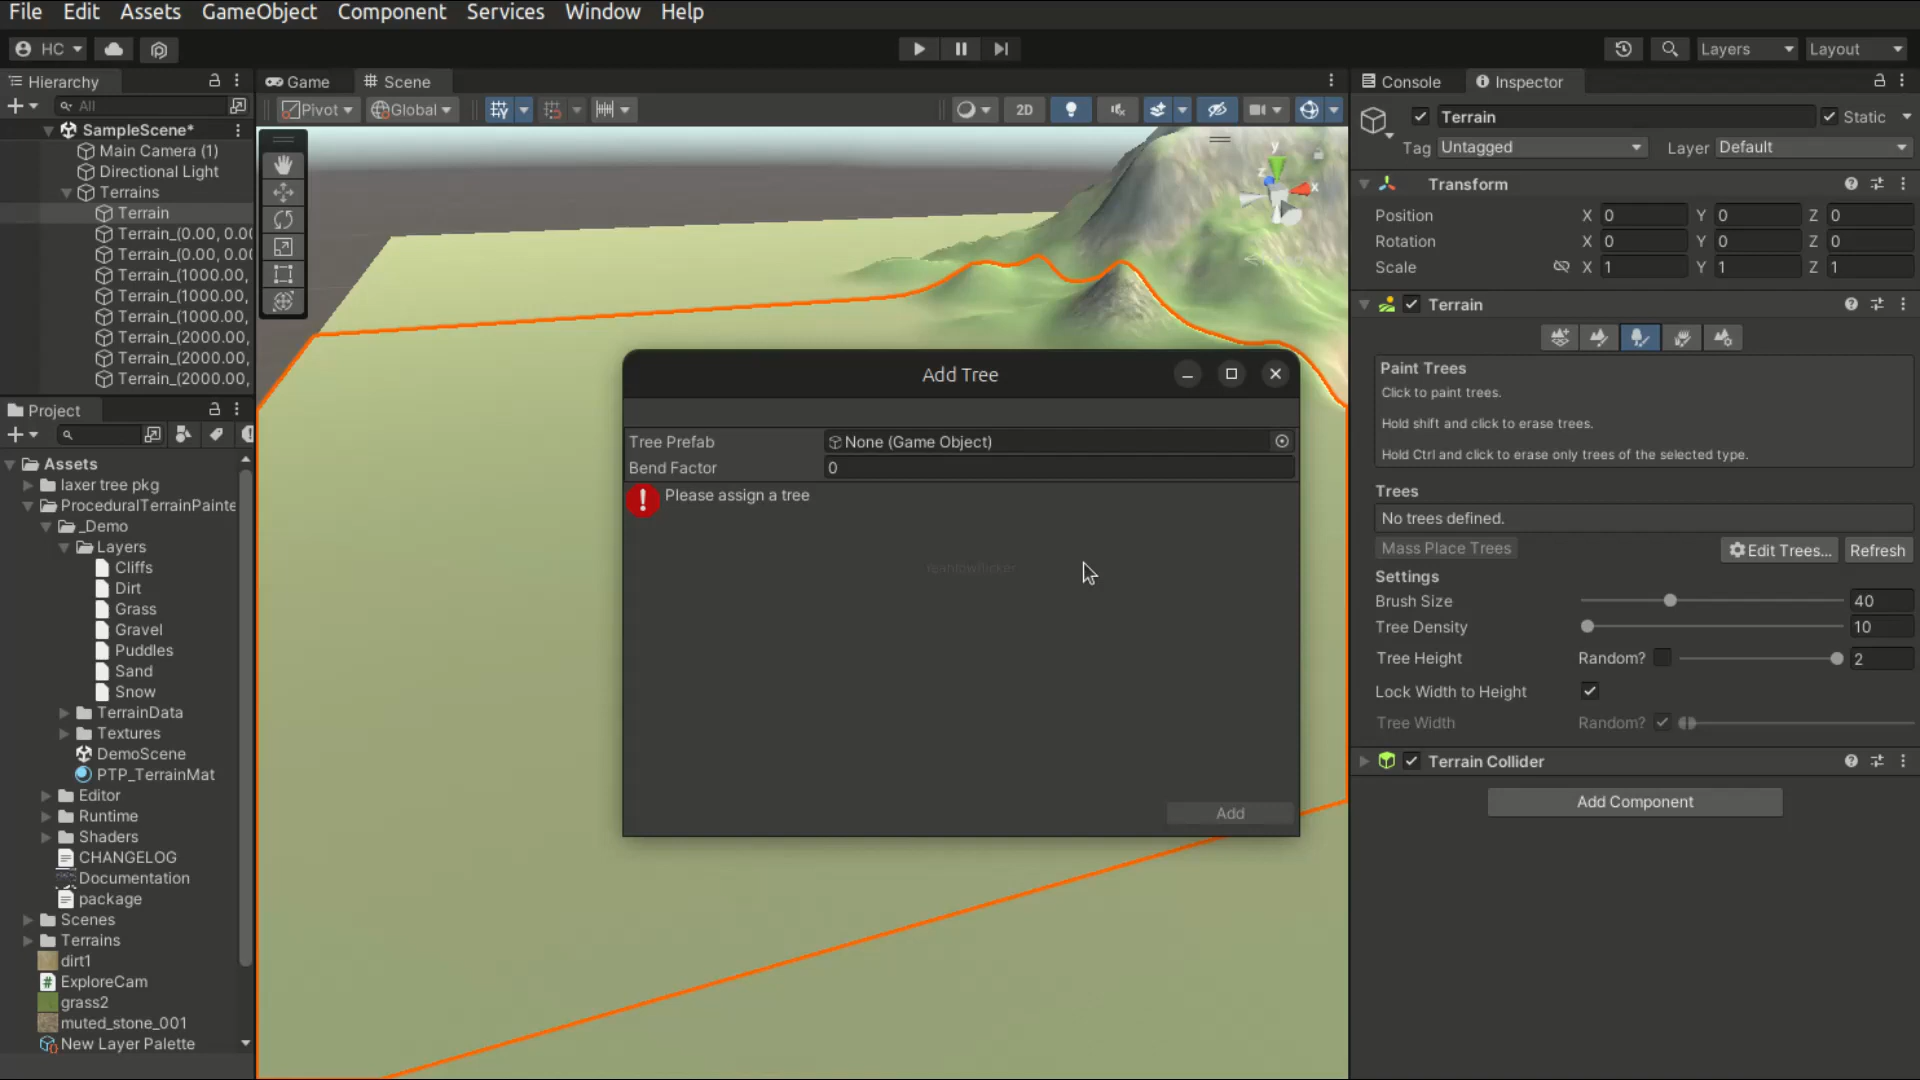 File Edit Assets GameObject Component Services Window Help
HC Layers Layout
Hierarchy Game Scene Console Inspector
All Pivot Global 2D
SampleScene*
Main Camera (1)
Directional Light
Terrains
Terrain
Terrain_(0.00, 0.00
Terrain_(0.00, 0.00
Terrain_(1000.00,
Terrain_(1000.00,
Terrain_(1000.00,
Terrain_(2000.00,
Terrain_(2000.00,
Terrain_(2000.00,
Project
Assets
laxer tree pkg
ProceduralTerrainPainte
_Demo
Layers
Cliffs
Dirt
Grass
Gravel
Puddles
Sand
Snow
TerrainData
Textures
DemoScene
PTP_TerrainMat
Editor
Runtime
Shaders
CHANGELOG
Documentation
package
Scenes
Terrains
dirt1
ExploreCam
grass2
muted_stone_001
New Layer Palette
y
z x
Add Tree
Tree Prefab None (Game Object)
Bend Factor 0
Please assign a tree
Add
Terrain Static
Tag Untagged Layer Default
Transform
Position X 0 Y 0 Z 0
Rotation X 0 Y 0 Z 0
Scale X 1 Y 1 Z 1
Terrain
Paint Trees
Click to paint trees.
Hold shift and click to erase trees.
Hold Ctrl and click to erase only trees of the selected type.
Trees
No trees defined.
Mass Place Trees Edit Trees... Refresh
Settings
Brush Size 40
Tree Density 10
Tree Height Random? 2
Lock Width to Height
Tree Width Random?
Terrain Collider
Add Component